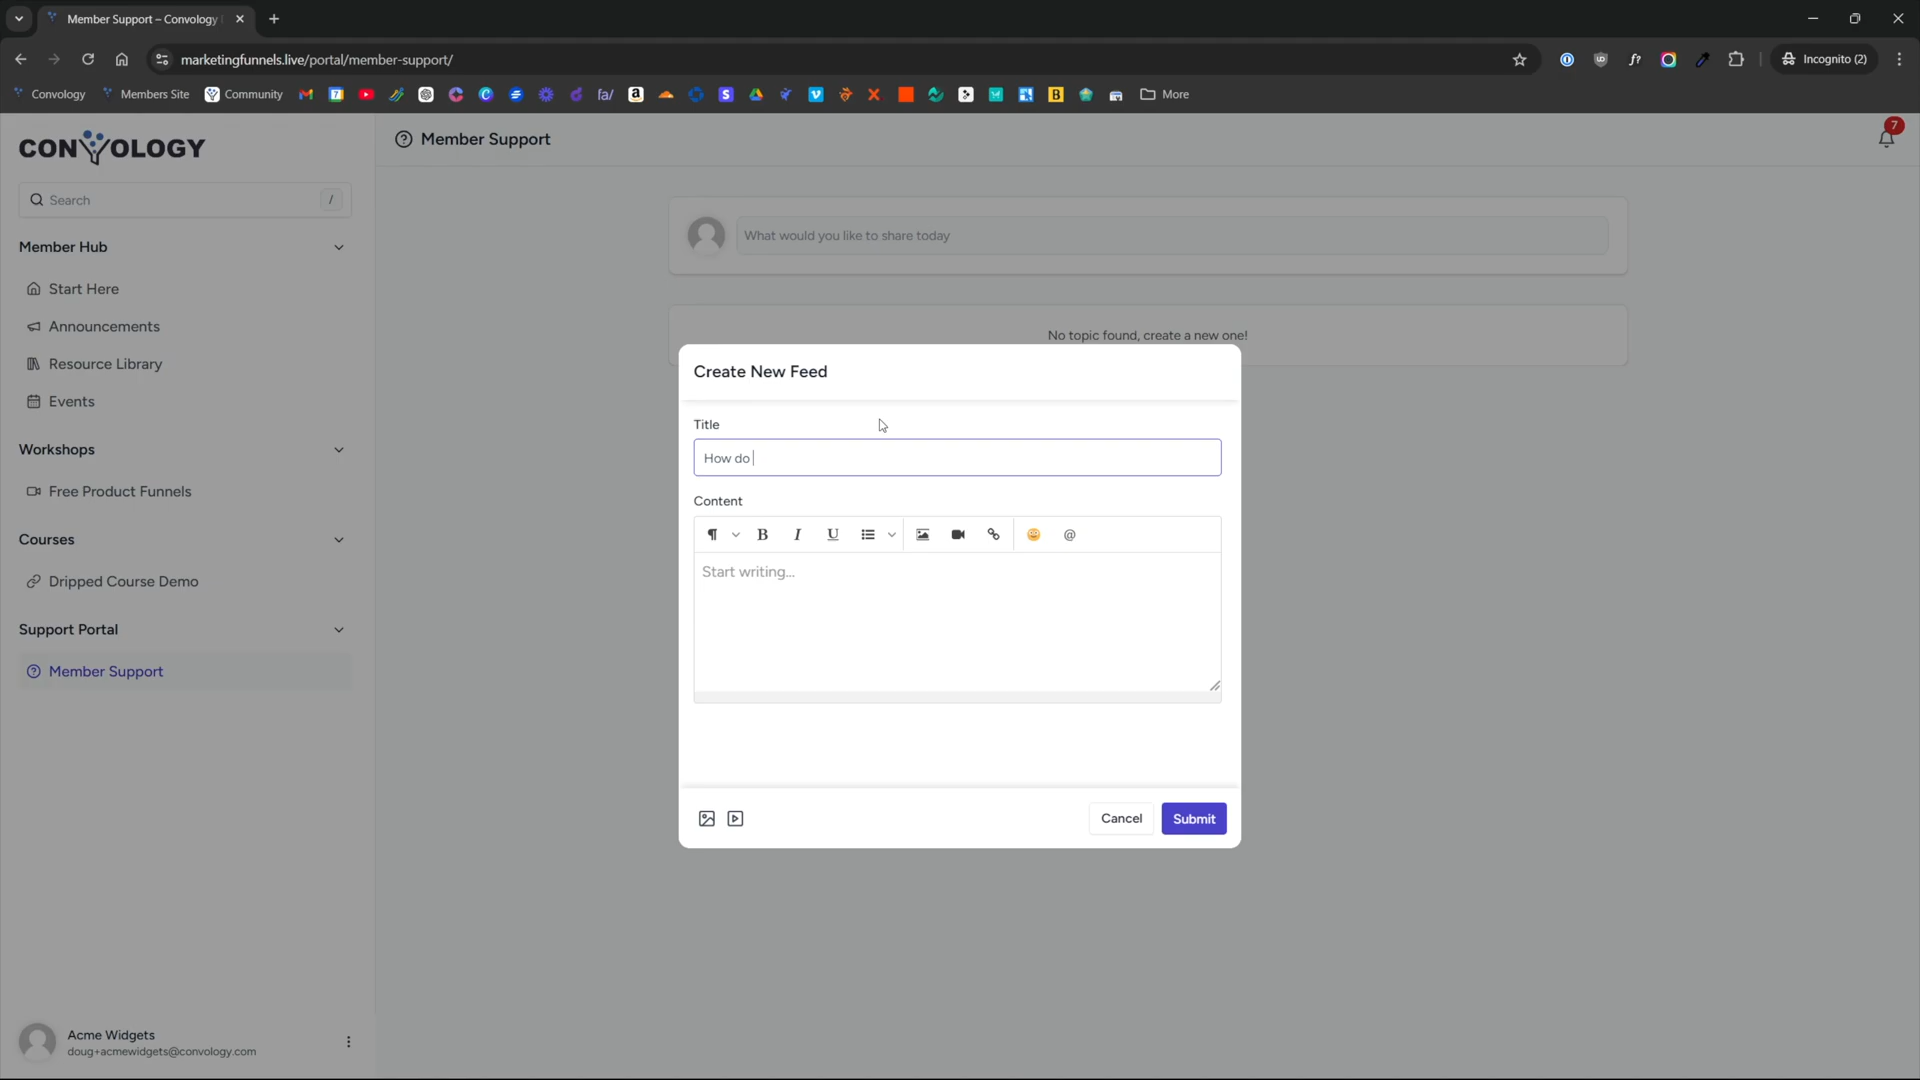 Member Support – Convology
marketingfunnels.live/portal/member-support/
Incognito (2)
Convology
Members Site
Community
fa/
More
CONVOLOGY
Member Support
7
Search
/
What would you like to share today
Member Hub
Start Here
Announcements
Resource Library
Events
No topic found, create a new one!
Create New Feed
Title
How do
Content
B I U @
Start writing...
Workshops
Free Product Funnels
Courses
Dripped Course Demo
Support Portal
Member Support
Cancel
Submit
Acme Widgets
doug+acmewidgets@convology.com